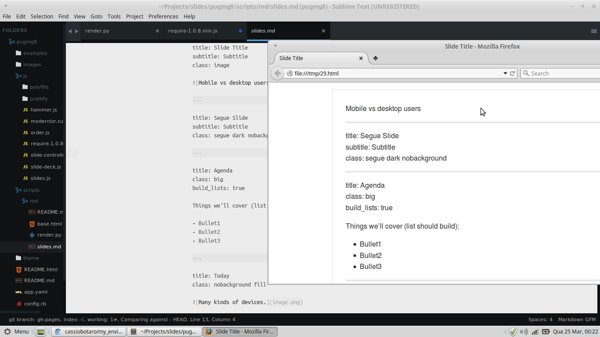 ~/Projects/slides/pugmg8/scripts/md/slides.md (pugmg8) - Sublime Text (UNREGISTERED)
File Edit Selection Find View Goto Tools Project Preferences Help
FOLDERS
pugmg8
examples
images
js
polyfills
prettify
hammer.js
modernizr.cu
order.js
require-1.0.8
slide-controll
slide-deck.js
slides.js
scripts
md
README.m
base.html
render.py
slides.md
theme
README.html
README.md
app.yaml
config.rb
render.py
require-1.0.8.min.js
slides.md
title: Slide Title
subtitle: Subtitle
class: image
![Mobile vs desktop users
---
title: Segue Slide
subtitle: Subtitle
class: segue dark nobackg
---
title: Agenda
class: big
build_lists: true
Things we'll cover (list
- Bullet1
- Bullet2
- Bullet3
---
title: Today
class: nobackground fill
![Many kinds of devices.](image.png)
Slide Title - Mozilla Firefox
Slide Title
file:///tmp/29.html
Search
Mobile vs desktop users
title: Segue Slide
subtitle: Subtitle
class: segue dark nobackground
title: Agenda
class: big
build_lists: true
Things we'll cover (list should build):
• Bullet1
• Bullet2
• Bullet3
git branch: gh-pages, index: ✓, working: 1≠, Comparing against : HEAD, Line 13, Column 4
Spaces: 4
Markdown GFM
Menu
cassiobotaro/my_envi...
~/Projects/slides/pug...
Slide Title - Mozilla Fir...
Qua 25 Mar, 00:22